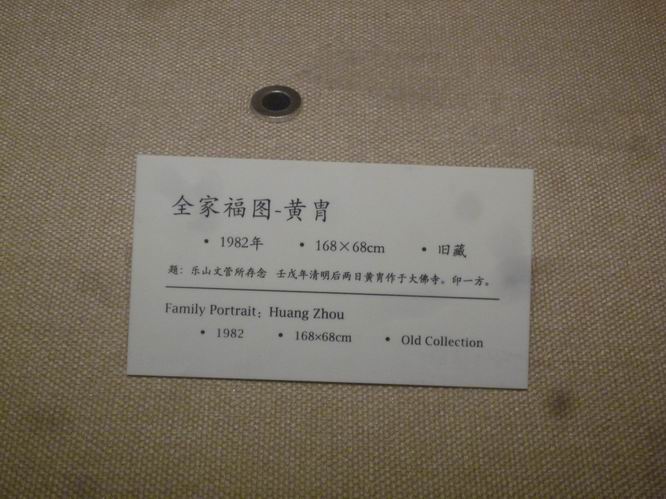 全家福图-黄胄
• 1982年 • 168×68cm • 旧藏
题：乐山文管所存念 壬戌年清明后两日黄胄作于大佛寺。印一方。
Family Portrait：Huang Zhou
• 1982 • 168×68cm • Old Collection